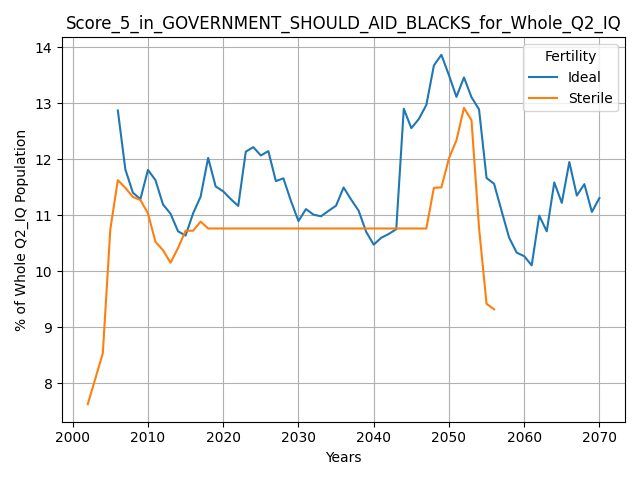 Score_5_in_GOVERNMENT_SHOULD_AID_BLACKS_for_Whole_Q2_IQ
Fertility
Ideal
Sterile
% of Whole Q2_IQ Population
14
13
12
11
10
9
8
2000 2010 2020 2030 2040 2050 2060 2070
Years